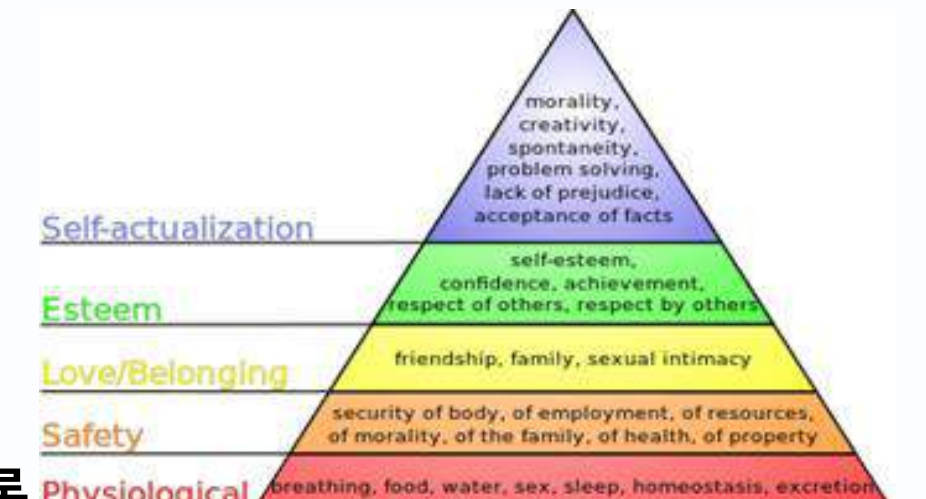 morality,
creativity,
spontaneity,
problem solving,
lack of prejudice,
acceptance of facts
Self-actualization
self-esteem,
confidence, achievement,
respect of others, respect by others
Esteem
friendship, family, sexual intimacy
Love/Belonging
security of body, of employment, of resources,
of morality, of the family, of health, of property
Safety
breathing, food, water, sex, sleep, homeostasis, excretion
Physiological